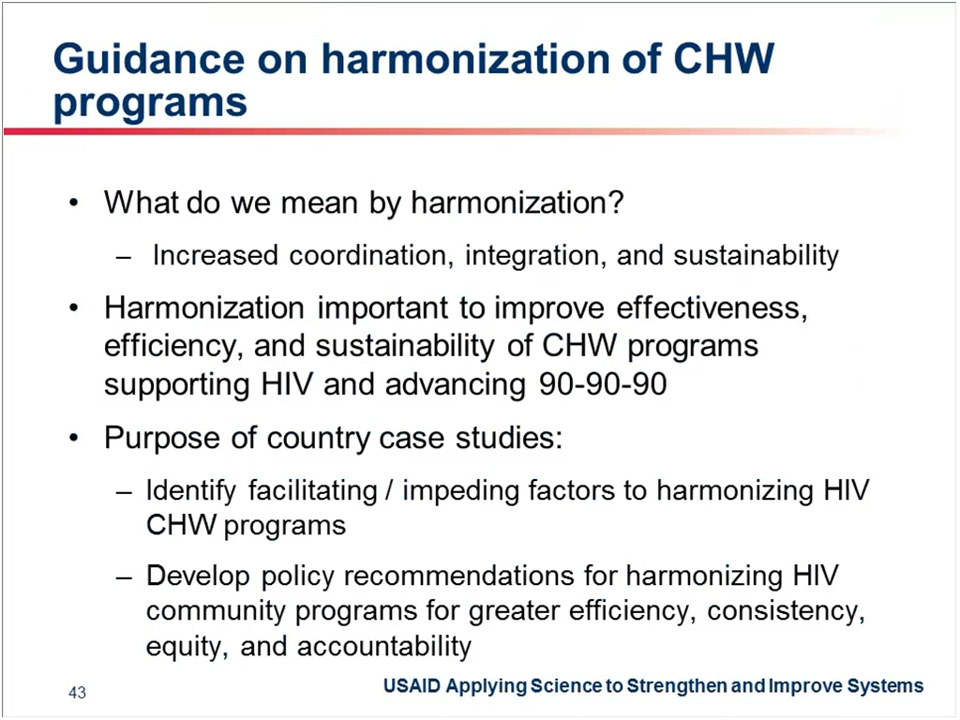 Guidance on harmonization of CHW
programs
• What do we mean by harmonization?
– Increased coordination, integration, and sustainability
• Harmonization important to improve effectiveness,
efficiency, and sustainability of CHW programs
supporting HIV and advancing 90-90-90
• Purpose of country case studies:
– Identify facilitating / impeding factors to harmonizing HIV
CHW programs
– Develop policy recommendations for harmonizing HIV
community programs for greater efficiency, consistency,
equity, and accountability
43
USAID Applying Science to Strengthen and Improve Systems